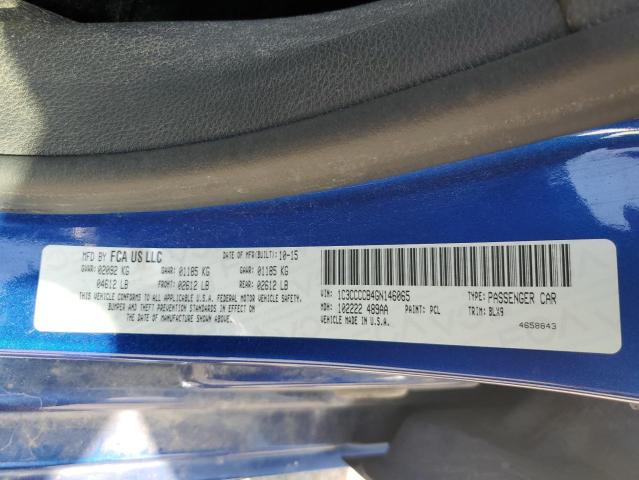 MFD BY FCA US LLC DATE OF MFR(BUILT): 10-15
GVWR: 02092 KG GAWR: 01185 KG GAWR: 01185 KG
04612 LB FRONT: 02612 LB REAR: 02612 LB
THIS VEHICLE CONFORMS TO ALL U.S.A. FEDERAL MOTOR VEHICLE SAFETY,
BUMPER AND THEFT PREVENTION STANDARDS IN EFFECT ON
THE DATE OF MANUFACTURE SHOWN ABOVE.
VIN: 1C3CCCCB4GN146065 TYPE: PASSENGER CAR
MDH: 102222 489AA PAINT: PCL TRIM: BLX9
VEHICLE MADE IN U.S.A. 4658643